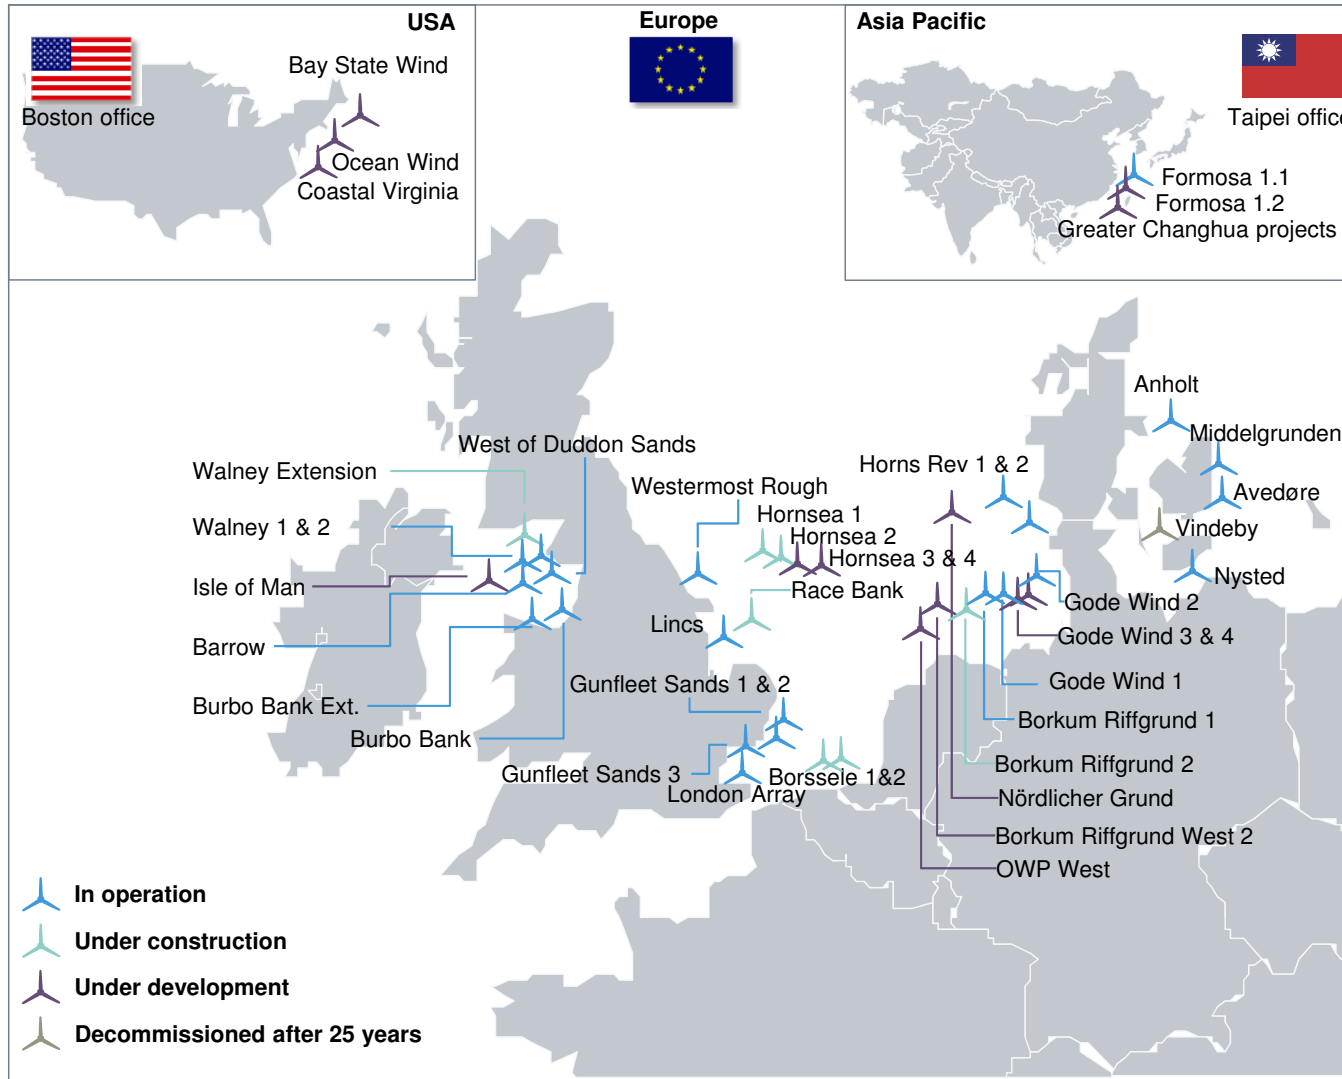 USA
Boston office
Bay State Wind
Ocean Wind
Coastal Virginia
Europe
Asia Pacific
Taipei office
Formosa 1.1
Formosa 1.2
Greater Changhua projects
Anholt
Middelgrunden
Avedøre
Vindeby
Nysted
Horns Rev 1 & 2
West of Duddon Sands
Walney Extension
Walney 1 & 2
Isle of Man
Barrow
Burbo Bank Ext.
Burbo Bank
Westermost Rough
Hornsea 1
Hornsea 2
Hornsea 3 & 4
Race Bank
Lincs
Gunfleet Sands 1 & 2
Gunfleet Sands 3
London Array
Borssele 1&2
Gode Wind 2
Gode Wind 3 & 4
Gode Wind 1
Borkum Riffgrund 1
Borkum Riffgrund 2
Nördlicher Grund
Borkum Riffgrund West 2
OWP West
In operation
Under construction
Under development
Decommissioned after 25 years